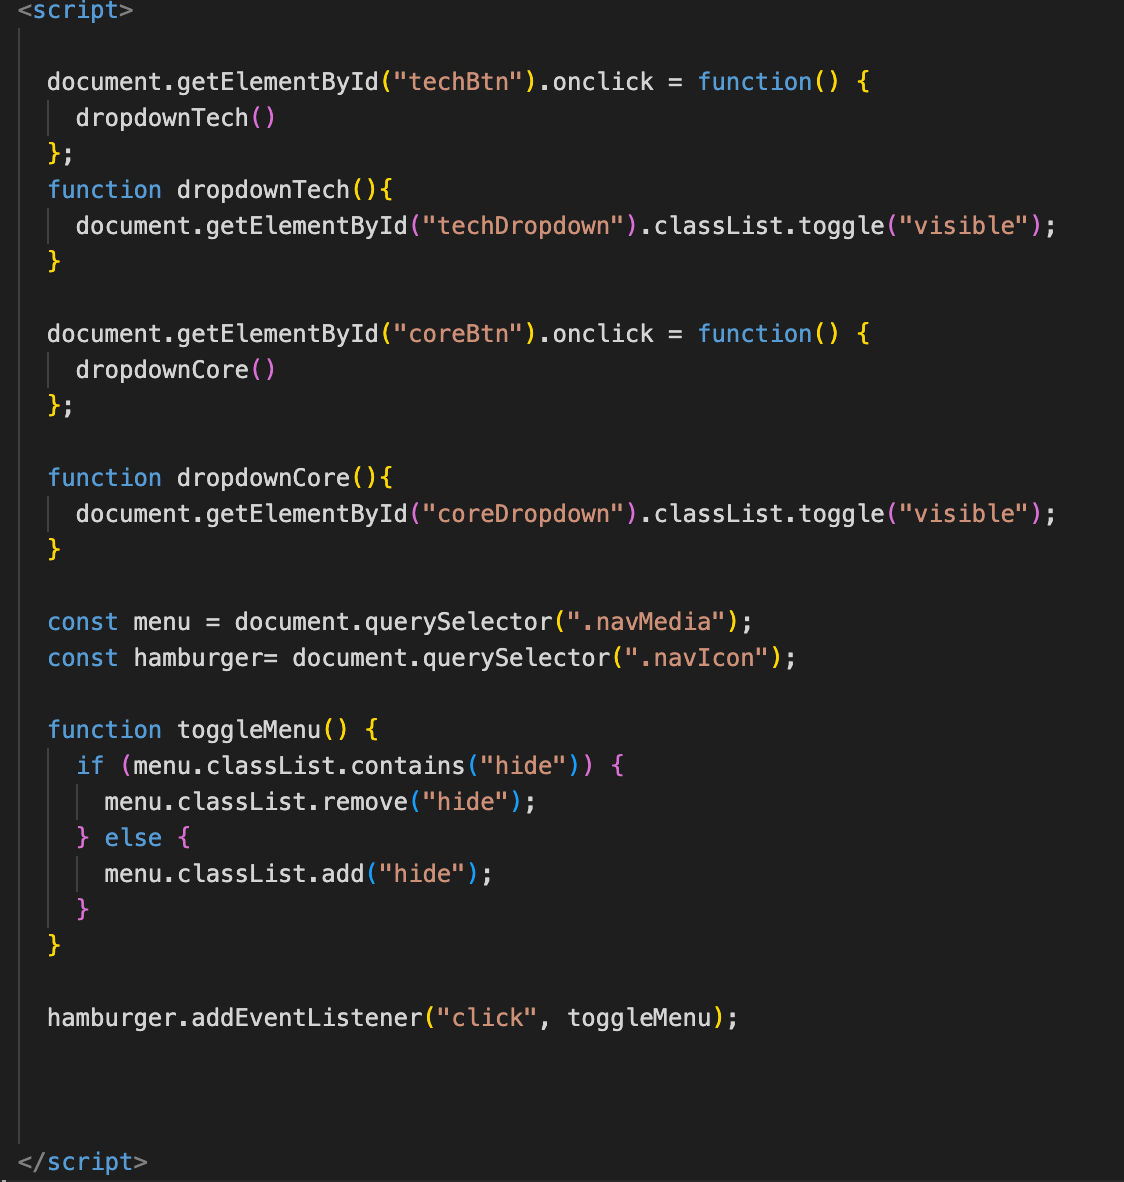 <script>
document.getElementById("techBtn").onclick = function() {
dropdownTech()
};
function dropdownTech(){
document.getElementById("techDropdown").classList.toggle("visible");
}
document.getElementById("coreBtn").onclick = function() {
dropdownCore()
};
function dropdownCore(){
document.getElementById("coreDropdown").classList.toggle("visible");
}
const menu = document.querySelector(".navMedia");
const hamburger= document.querySelector(".navIcon");
function toggleMenu() {
if (menu.classList.contains("hide")) {
menu.classList.remove("hide");
} else {
menu.classList.add("hide");
}
}
hamburger.addEventListener("click", toggleMenu);
</script>